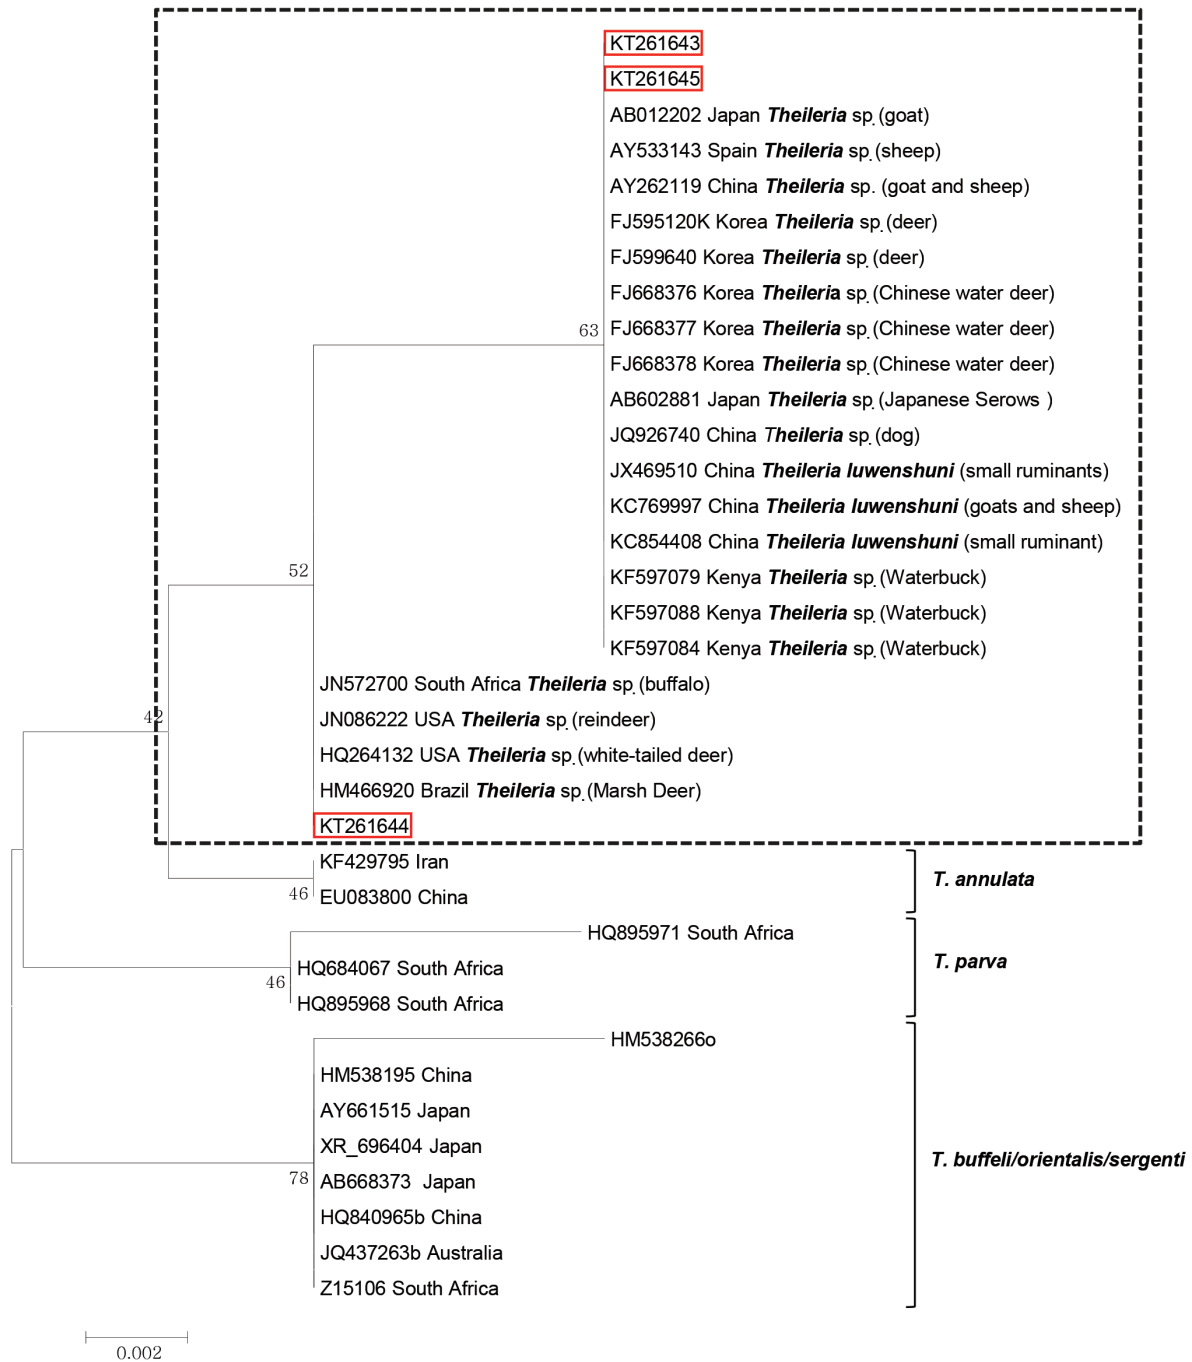 KT261643
KT261645
AB012202 Japan Theileria sp. (goat)
AY533143 Spain Theileria sp. (sheep)
AY262119 China Theileria sp. (goat and sheep)
FJ595120K Korea Theileria sp. (deer)
FJ599640 Korea Theileria sp. (deer)
FJ668376 Korea Theileria sp. (Chinese water deer)
63
FJ668377 Korea Theileria sp. (Chinese water deer)
FJ668378 Korea Theileria sp. (Chinese water deer)
AB602881 Japan Theileria sp. (Japanese Serows )
JQ926740 China Theileria sp. (dog)
JX469510 China Theileria luwenshuni (small ruminants)
KC769997 China Theileria luwenshuni (goats and sheep)
KC854408 China Theileria luwenshuni (small ruminant)
52
KF597079 Kenya Theileria sp. (Waterbuck)
KF597088 Kenya Theileria sp. (Waterbuck)
KF597084 Kenya Theileria sp. (Waterbuck)
JN572700 South Africa Theileria sp. (buffalo)
42
JN086222 USA Theileria sp. (reindeer)
HQ264132 USA Theileria sp. (white-tailed deer)
HM466920 Brazil Theileria sp. (Marsh Deer)
KT261644
KF429795 Iran
T. annulata
46
EU083800 China
HQ895971 South Africa
T. parva
HQ684067 South Africa
46
HQ895968 South Africa
HM538266o
HM538195 China
AY661515 Japan
XR_696404 Japan
T. buffeli/orientalis/sergenti
78
AB668373 Japan
HQ840965b China
JQ437263b Australia
Z15106 South Africa
0.002